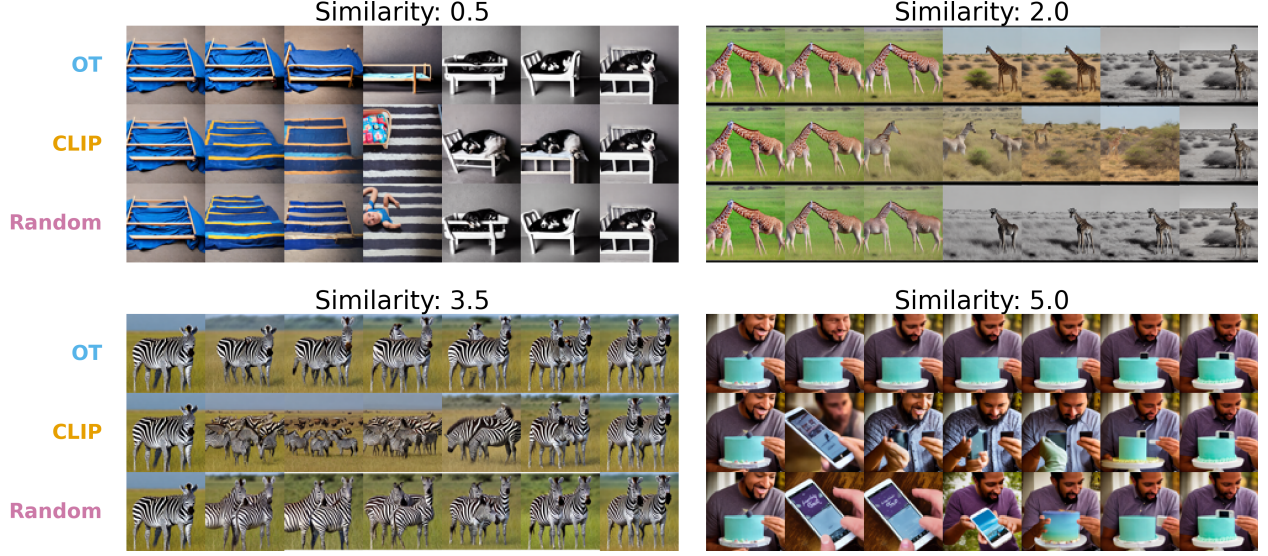 Similarity: 0.5
OT
CLIP
Random
Similarity: 2.0
Similarity: 3.5
OT
CLIP
Random
Similarity: 5.0